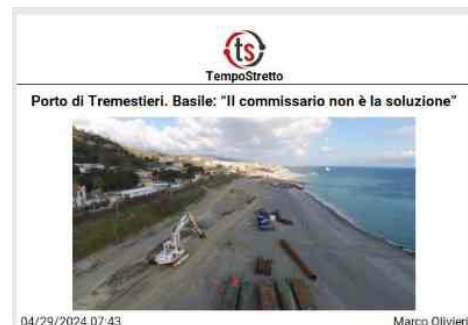 ts
TempoStretto
Porto di Tremestieri. Basile: "Il commissario non è la soluzione"
04/29/2024 07:43
Marco Olivieri